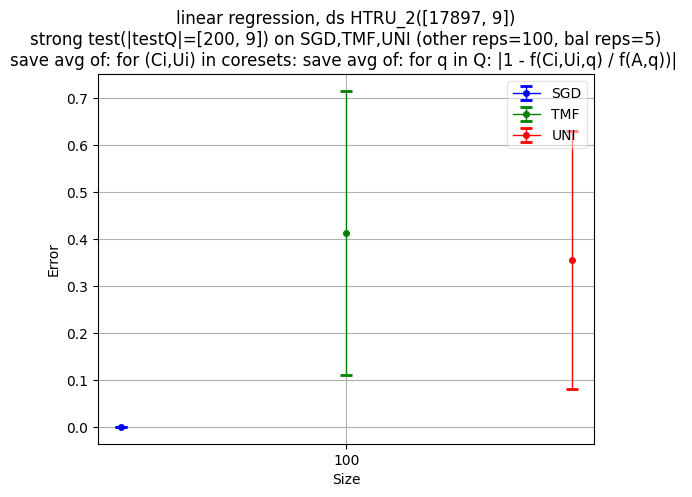 linear regression, ds HTRU_2([17897, 9])
strong test(|testQ|=[200, 9]) on SGD,TMF,UNI (other reps=100, bal reps=5)
save avg of: for (Ci,Ui) in coresets: save avg of: for q in Q: |1 - f(Ci,Ui,q) / f(A,q))|
SGD
TMF
UNI
0.7
0.6
0.5
0.4
0.3
0.2
0.1
0.0
Error
100
Size